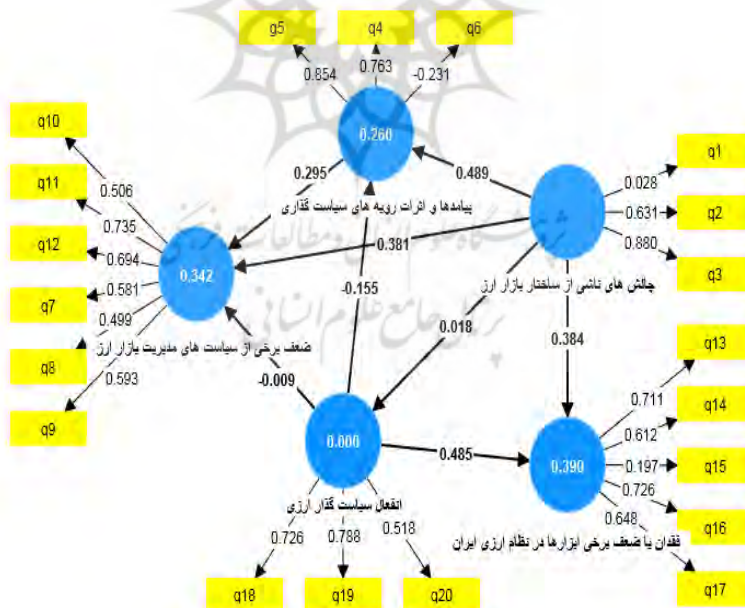 q5
q4
q6
0.854
0.763
-0.231
0.260
q10
q11
q12
q7
q8
q9
0.506
0.735
0.694
0.581
0.499
0.593
0.342
ضعف برخی از سیاست های مدیریت بازار ارز
0.295
پیامدها و اثرات رویه های سیاست گذاری
0.489
0.381
-0.155
0.018
-0.009
0.384
0.485
چالش های ناشی از ساختار بازار ارز
q1
q2
q3
0.028
0.631
0.880
0.000
انفعال سیاست گذار ارزی
0.726
0.788
0.518
q18
q19
q20
0.390
فقدان یا ضعف برخی ابزارها در نظام ارزی ایران
q13
q14
q15
q16
q17
0.711
0.612
0.197
0.726
0.648
پرتال جامع علوم انسانی